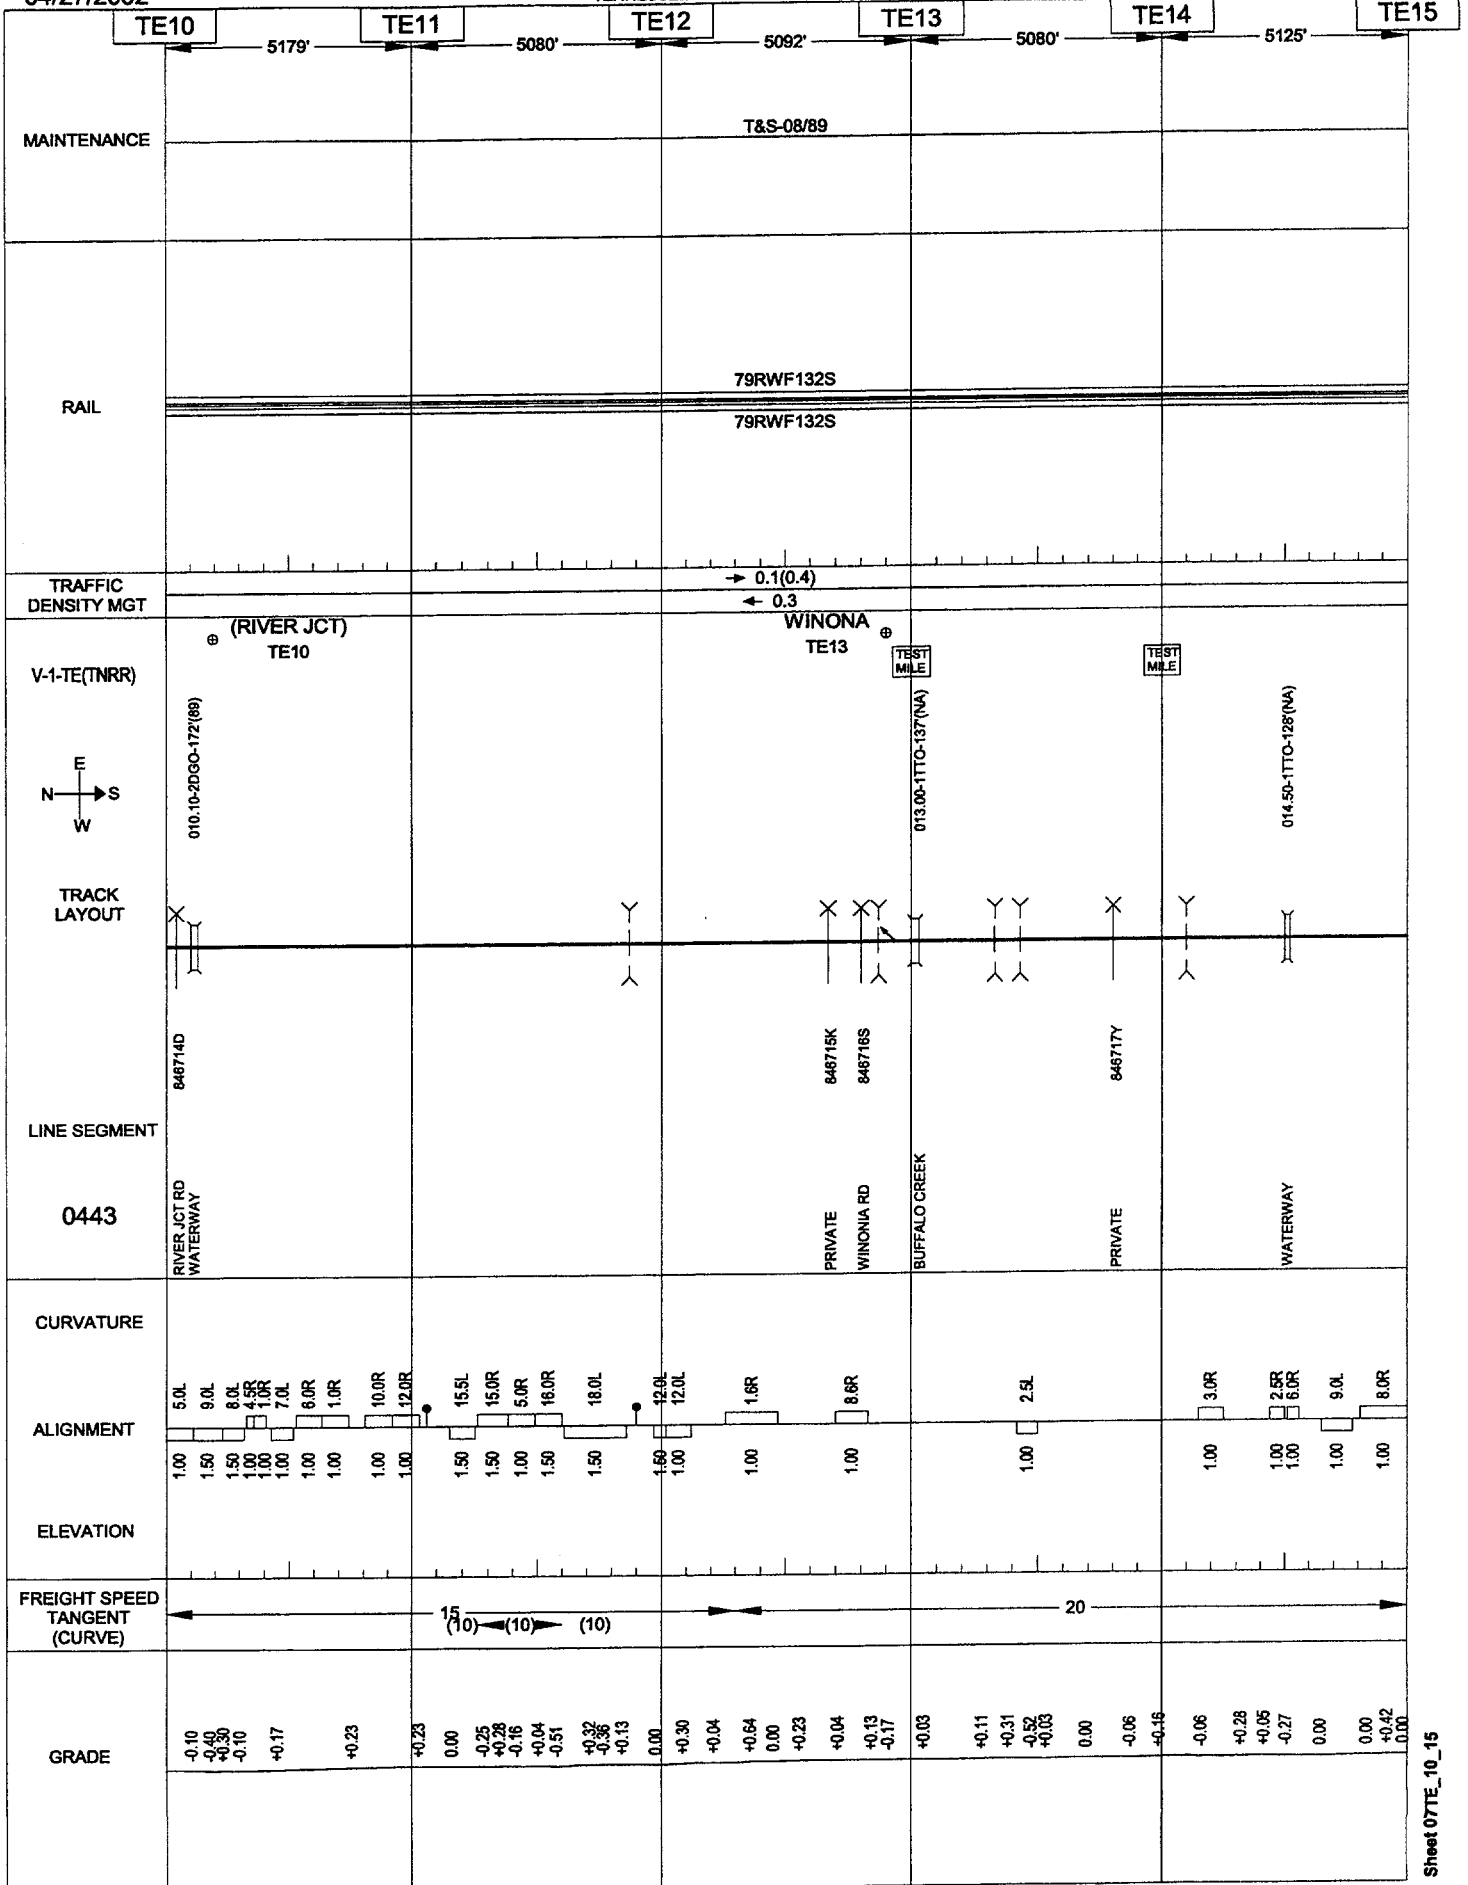 TE10
TE11
TE12
TE13
TE14
TE15
5179'
5080'
5092'
5080'
5125'
MAINTENANCE
T&S-08/89
RAIL
79RWF132S
79RWF132S
TRAFFIC
DENSITY MGT
0.1(0.4)
0.3
(RIVER JCT)
TE10
WINONA
TE13
TEST
MILE
TEST
MILE
V-1-TE(TNRR)
010.10-2DGO-172'(89)
013.00-1TTO-137'(NA)
014.50-1TTO-128'(NA)
E
N
S
W
TRACK
LAYOUT
846714D
846715K
846716S
846717Y
LINE SEGMENT
0443
RIVER JCT RD
WATERWAY
PRIVATE
WINONIA RD
BUFFALO CREEK
PRIVATE
WATERWAY
CURVATURE
5.0L
9.0L
8.0L
4.5R
1.0R
7.0L
6.0R
1.0R
10.0R
12.0R
15.5L
15.0R
5.0R
16.0R
18.0L
12.0L
12.0L
1.6R
8.6R
2.5L
3.0R
2.5R
6.0R
9.0L
8.0R
ALIGNMENT
1.00
1.50
1.50
1.00
1.00
1.00
1.00
1.00
1.00
1.00
1.50
1.50
1.00
1.50
1.50
1.00
1.00
1.00
1.00
1.00
1.00
1.00
1.00
1.00
ELEVATION
FREIGHT SPEED
TANGENT
(CURVE)
15
(10)
(10)
(10)
20
GRADE
-0.10
-0.40
+0.30
-0.10
+0.17
+0.23
+0.23
0.00
-0.25
+0.28
-0.16
+0.04
-0.51
+0.32
-0.36
+0.13
0.00
+0.30
+0.04
+0.64
0.00
+0.23
+0.04
+0.13
-0.17
+0.03
+0.11
+0.31
-0.52
+0.03
0.00
-0.06
+0.16
-0.06
+0.28
+0.05
-0.27
0.00
0.00
+0.42
0.00
Sheet 07TE_10_15